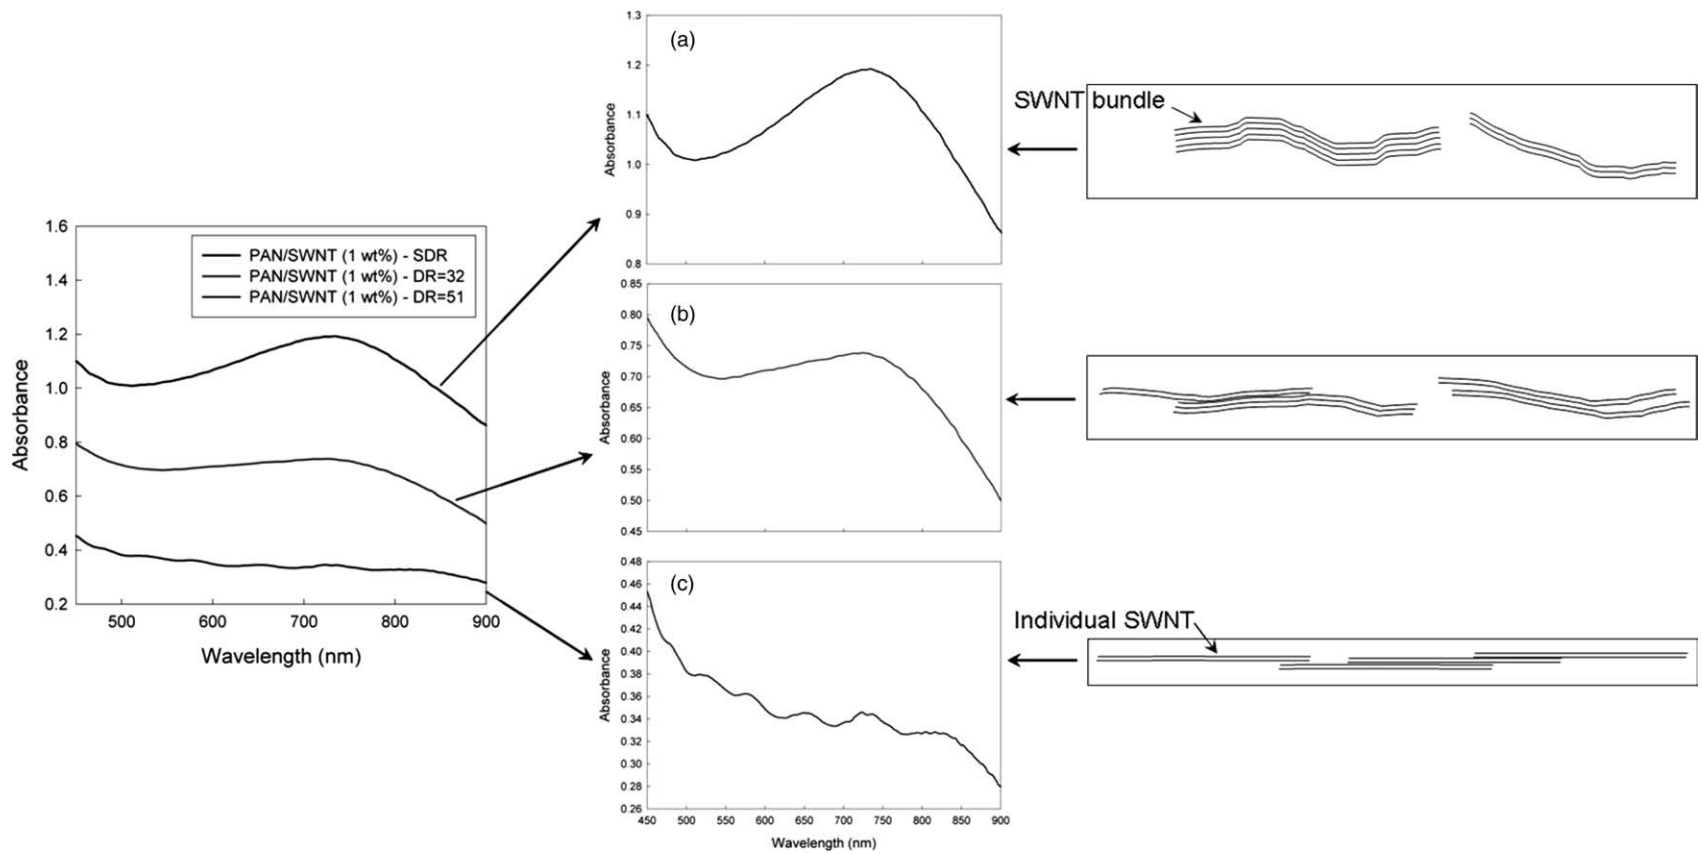 1.6
1.4
1.2
1.0
0.8
0.6
0.4
0.2
Absorbance
PAN/SWNT (1 wt%) - SDR
PAN/SWNT (1 wt%) - DR=32
PAN/SWNT (1 wt%) - DR=51
500 600 700 800 900
Wavelength (nm)
(a)
1.3
1.2
1.1
1.0
0.9
0.8
Absorbance
SWNT bundle
(b)
0.85
0.80
0.75
0.70
0.65
0.60
0.55
0.50
0.45
Absorbance
(c)
0.48
0.46
0.44
0.42
0.40
0.38
0.36
0.34
0.32
0.30
0.28
0.26
Absorbance
450 500 550 600 650 700 750 800 850 900
Wavelength (nm)
Individual SWNT